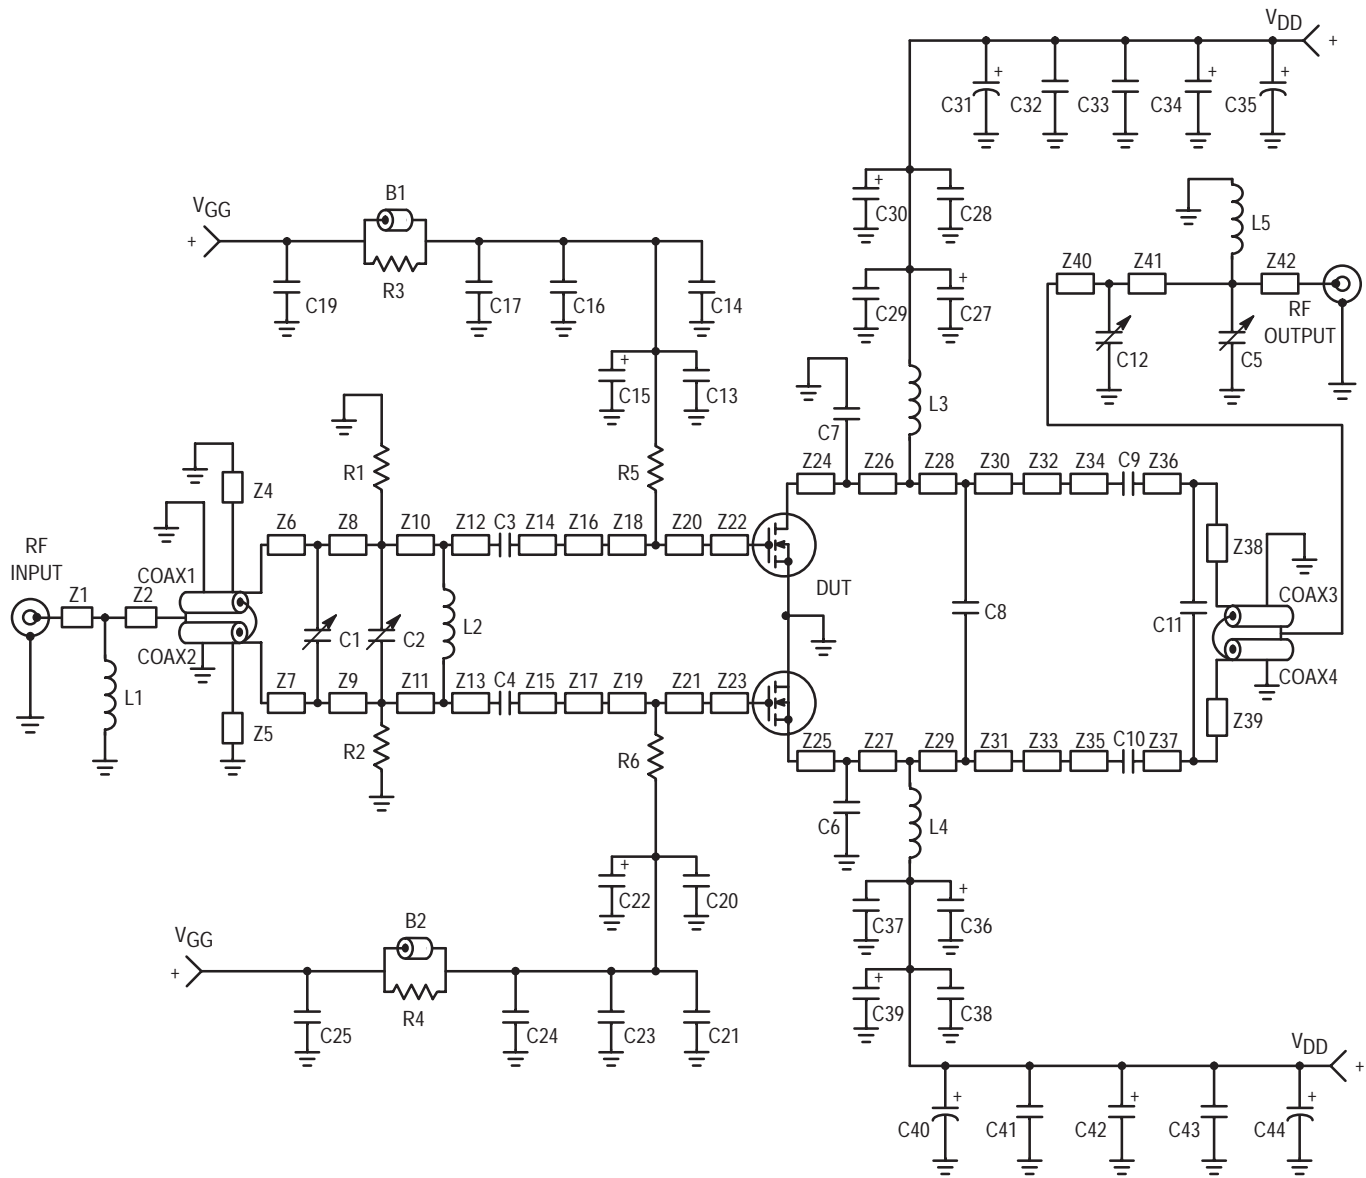 VDD
+
+
+
+
C31
C32
C33
C34
C35
B1
VGG
+
+
C30
C28
L5
R3
C19
C17
C16
C14
+
C29
C27
Z40
Z41
Z42
RF
OUTPUT
C12
C5
+
C15
C13
C7
L3
R1
Z4
R5
Z24
Z26
Z28
Z30
Z32
Z34
C9
Z36
Z6
Z8
Z10
Z12
C3
Z14
Z16
Z18
Z20
Z22
Z38
RF
INPUT
COAX1
DUT
COAX3
Z1
Z2
C1
C2
L2
C8
C11
COAX2
COAX4
L1
Z7
Z9
Z11
Z13
C4
Z15
Z17
Z19
Z21
Z23
Z5
Z39
R2
R6
Z25
Z27
Z29
Z31
Z33
Z35
C10
Z37
C6
L4
+
C22
C20
+
C37
C36
B2
VGG
+
R4
+
C39
C38
C25
C24
C23
C21
VDD
+
+
+
+
C40
C41
C42
C43
C44